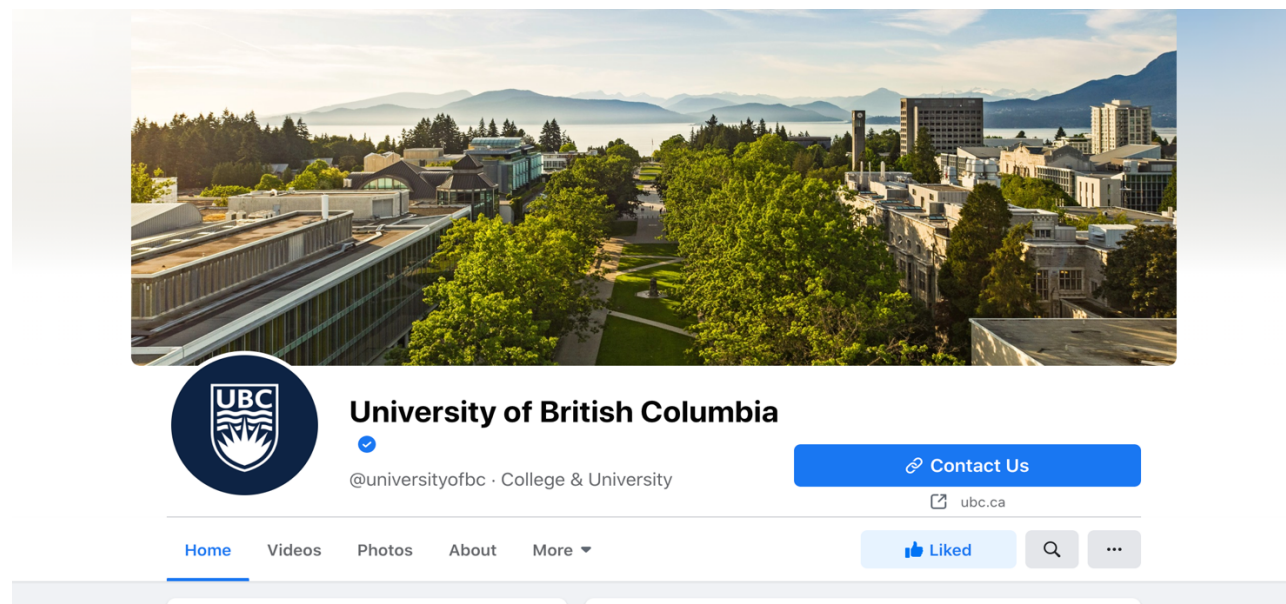 UBC
University of British Columbia
@universityofbc · College & University
Contact Us
ubc.ca
Home Videos Photos About More
Liked